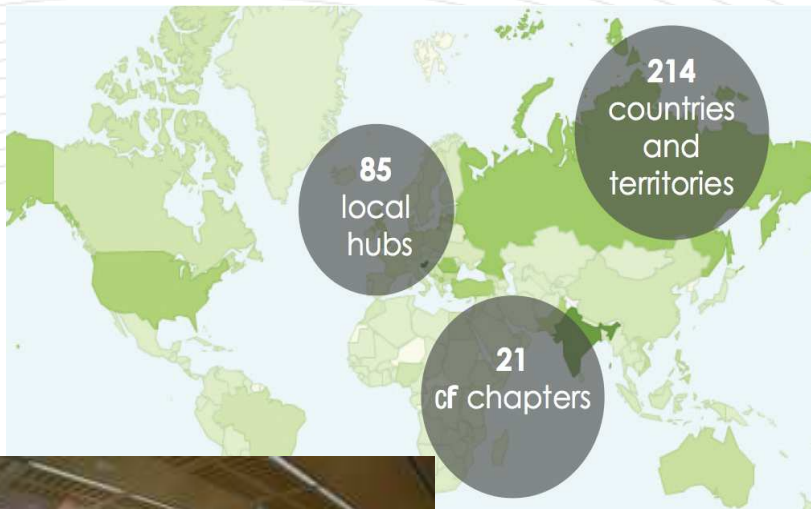 214
countries
and
territories
85
local
hubs
21
cf chapters